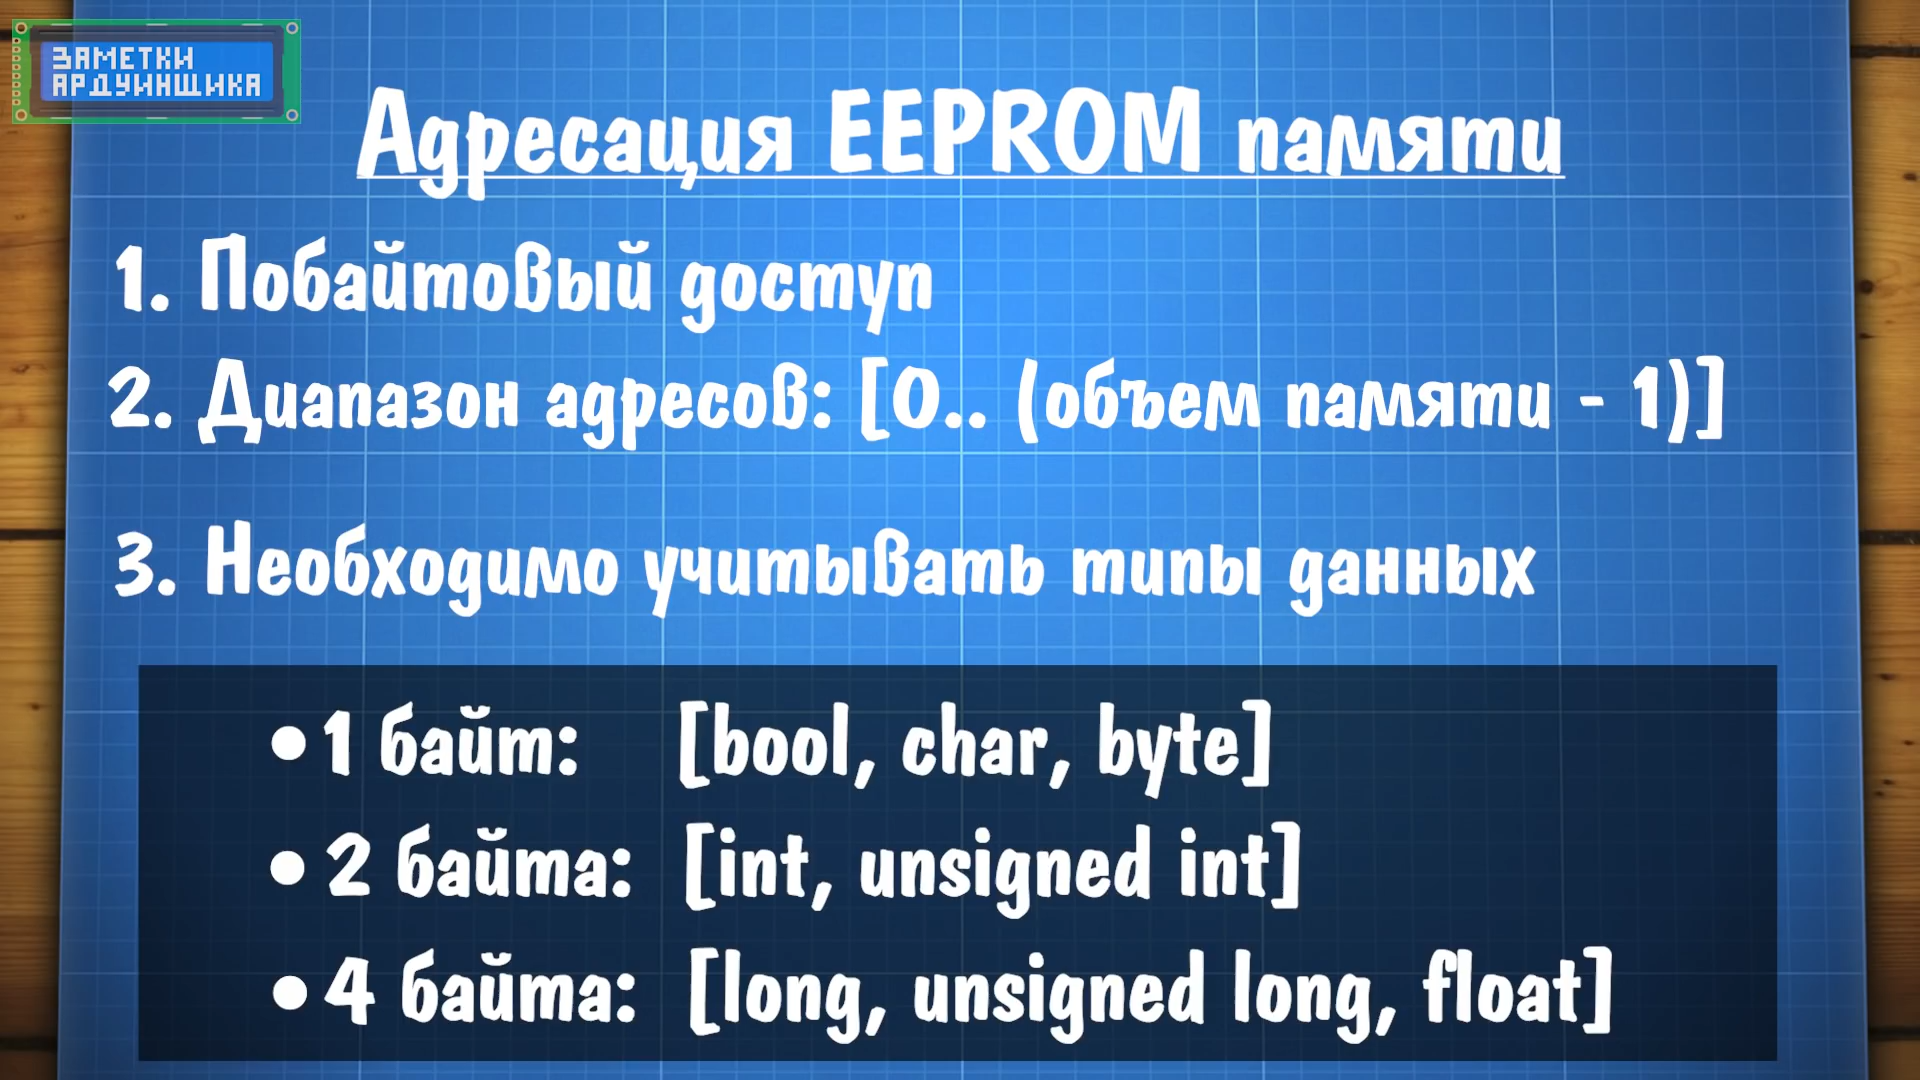 ЗАМЕТКИ
АРДУИНЩИКА
Адресация EEPROM памяти
1. Побайтовый доступ
2. Диапазон адресов: [0.. (объем памяти - 1)]
3. Необходимо учитывать типы данных
• 1 байт: [bool, char, byte]
• 2 байта: [int, unsigned int]
• 4 байта: [long, unsigned long, float]